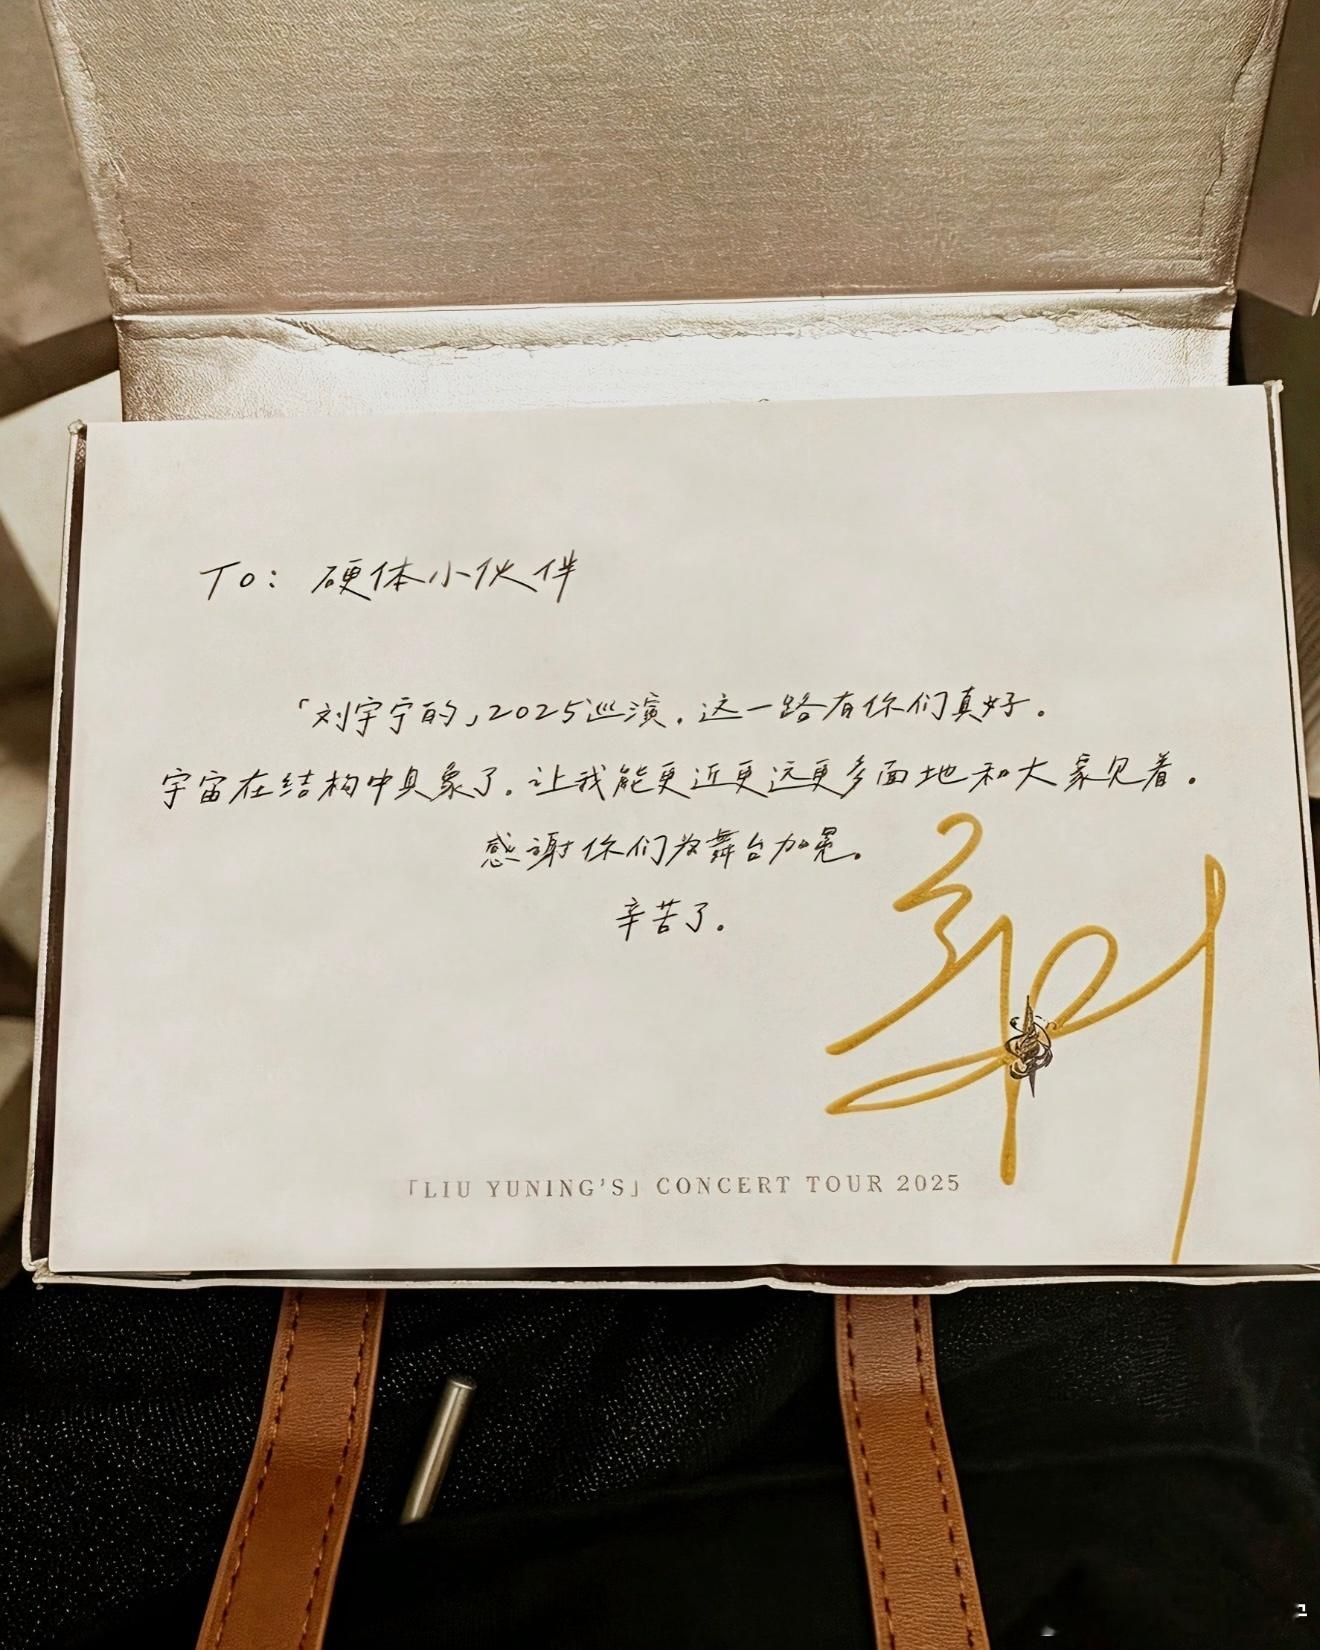 To: 硬体小伙伴
「刘宇宁的」2025巡演，这一路有你们真好。
宇宙在结构中具象了，让我能更近更远更多面地和大家见着。
感谢你们为舞台加冕。
辛苦了。
「LIU YUNING'S」 CONCERT TOUR 2025